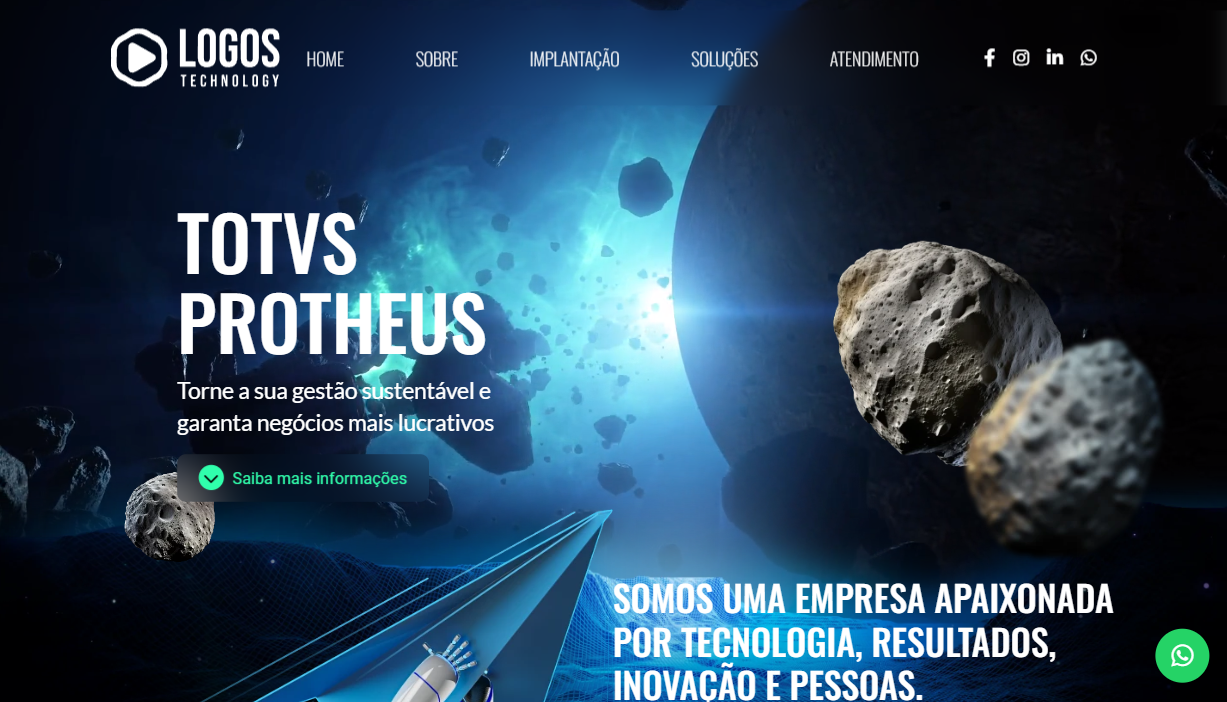 LOGOS
TECHNOLOGY
HOME SOBRE IMPLANTAÇÃO SOLUÇÕES ATENDIMENTO
TOTVS
PROTHEUS
Torne a sua gestão sustentável e
garanta negócios mais lucrativos
Saiba mais informações
SOMOS UMA EMPRESA APAIXONADA
POR TECNOLOGIA, RESULTADOS,
INOVAÇÃO E PESSOAS.